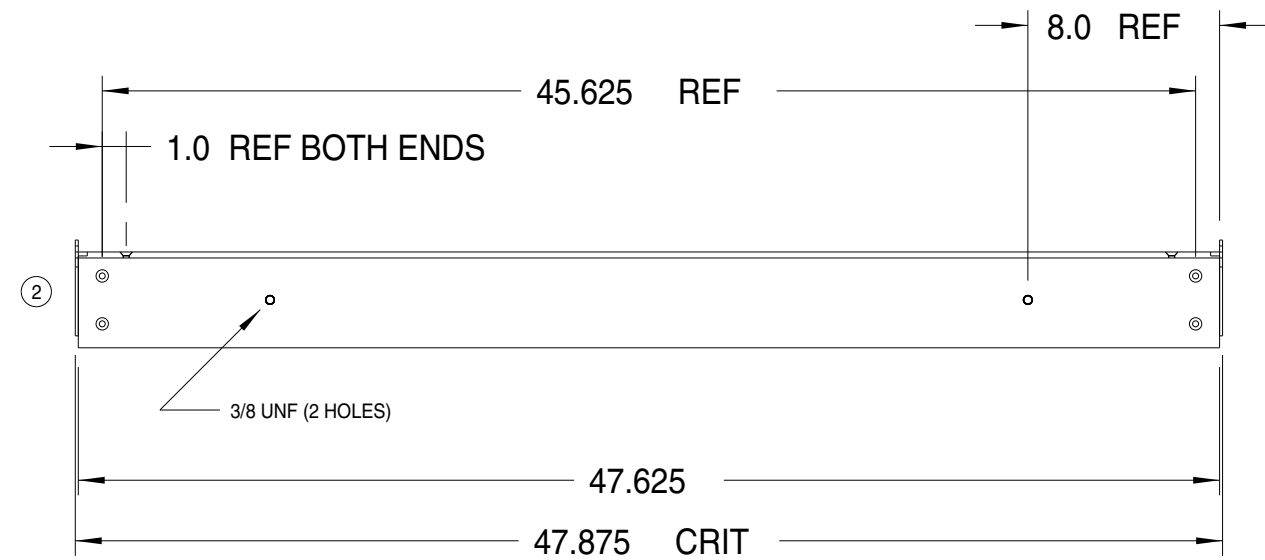 8.0 REF
45.625 REF
1.0 REF BOTH ENDS
2
3/8 UNF (2 HOLES)
47.625
47.875 CRIT